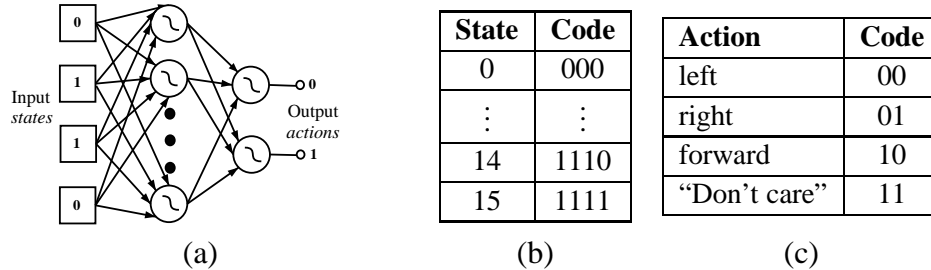 0
1
1
0
Input
states
0
Output
actions
1
(a)
State Code
0 000
⋮ ⋮
14 1110
15 1111
(b)
Action Code
left 00
right 01
forward 10
“Don't care” 11
(c)